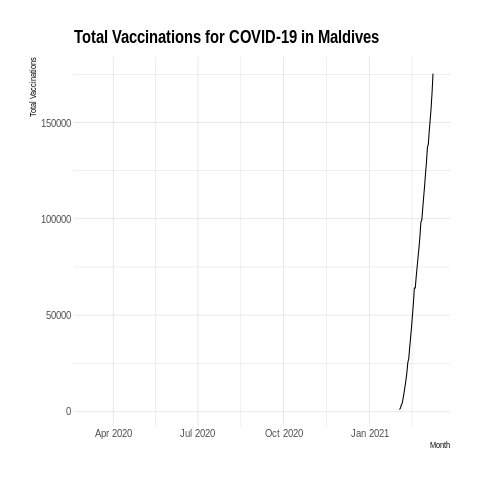 Total Vaccinations for COVID-19 in Maldives
Total Vaccinations
150000
100000
50000
0
Apr 2020 Jul 2020 Oct 2020 Jan 2021
Month